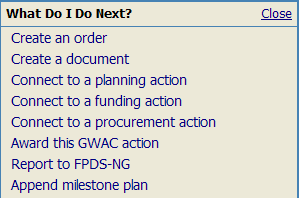 What Do I Do Next? Close
Create an order
Create a document
Connect to a planning action
Connect to a funding action
Connect to a procurement action
Award this GWAC action
Report to FPDS-NG
Append milestone plan